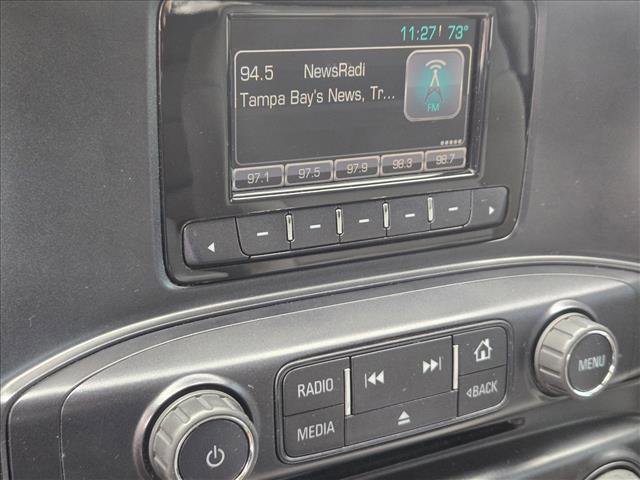 11:27 73°
94.5 NewsRadi
Tampa Bay's News, Tr...
FM
97.1 97.5 97.9 98.3 98.7
RADIO
MEDIA
BACK
MENU